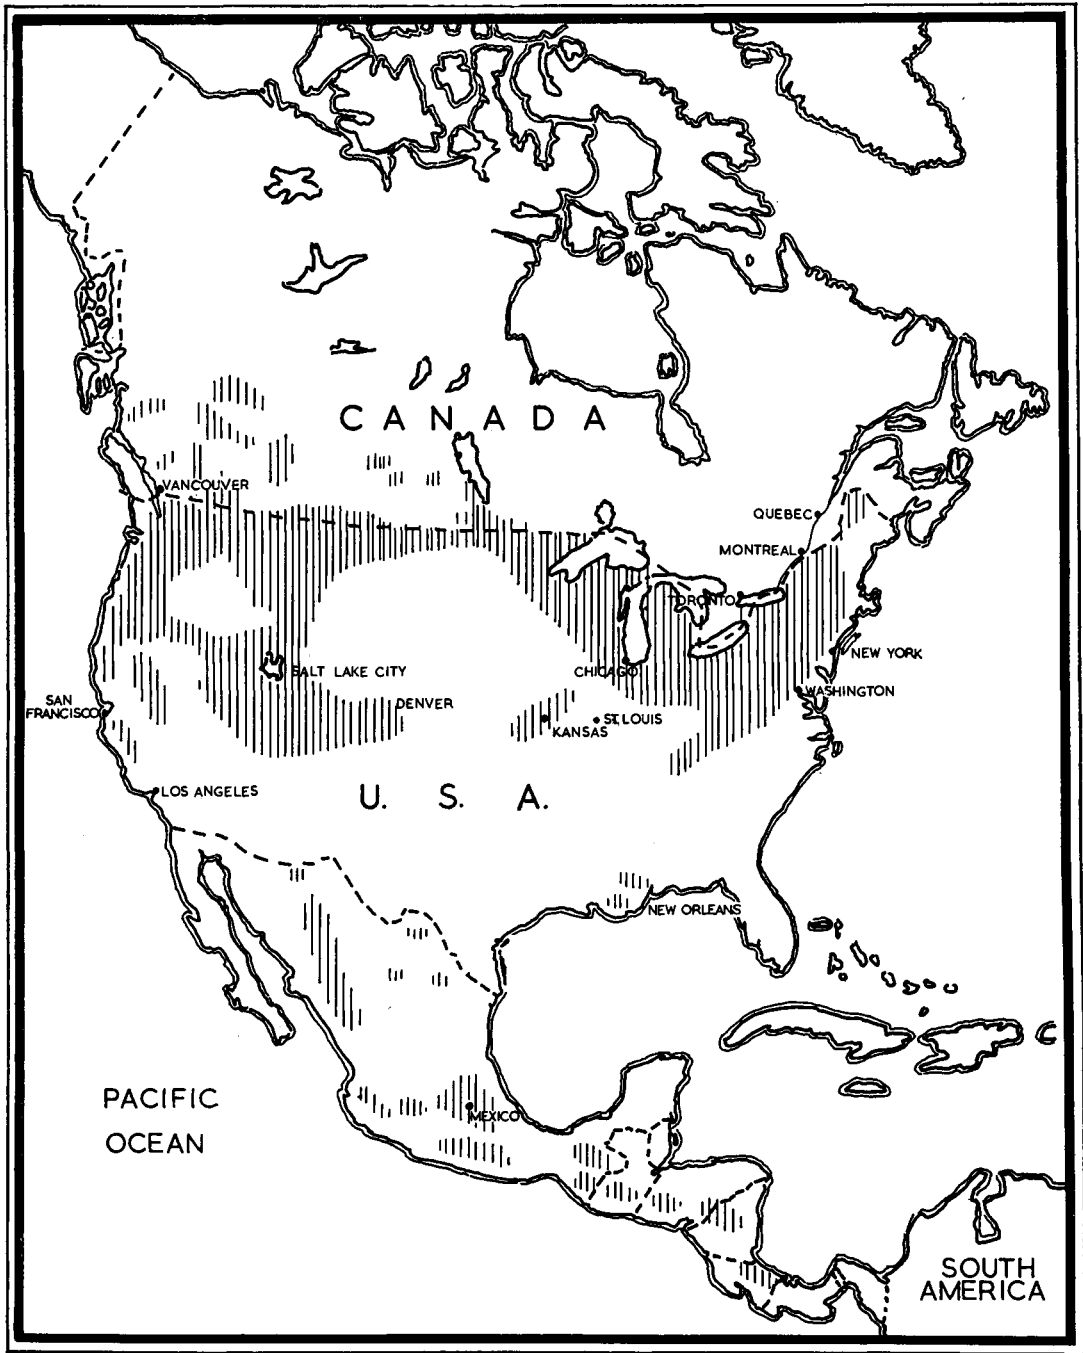 CANADA
VANCOUVER
QUEBEC
MONTREAL
TORONTO
NEW YORK
CHICAGO
SALT LAKE CITY
WASHINGTON
SAN
FRANCISCO
DENVER
ST. LOUIS
KANSAS
LOS ANGELES
U. S. A.
NEW ORLEANS
PACIFIC
OCEAN
MEXICO
SOUTH
AMERICA